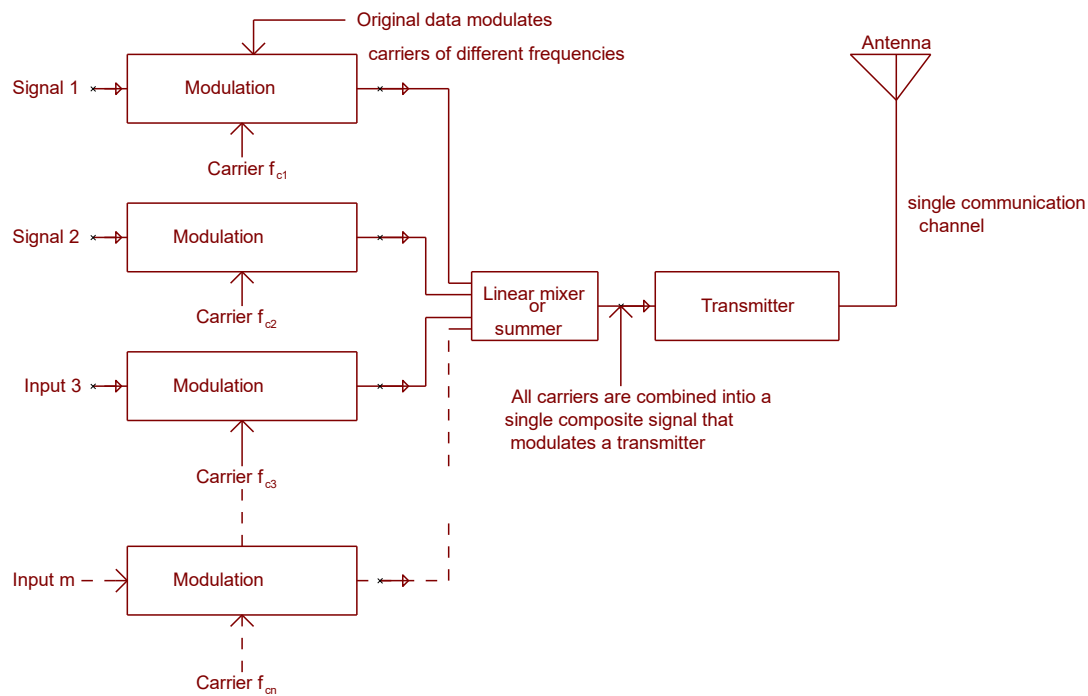 Original data modulates
carriers of different frequencies
Antenna
Signal 1
Modulation
Carrier fc1
single communication
channel
Signal 2
Modulation
Carrier fc2
Linear mixer
or
summer
Transmitter
Input 3
Modulation
All carriers are combined intio a
single composite signal that
modulates a transmitter
Carrier fc3
Input m
Modulation
Carrier fcn